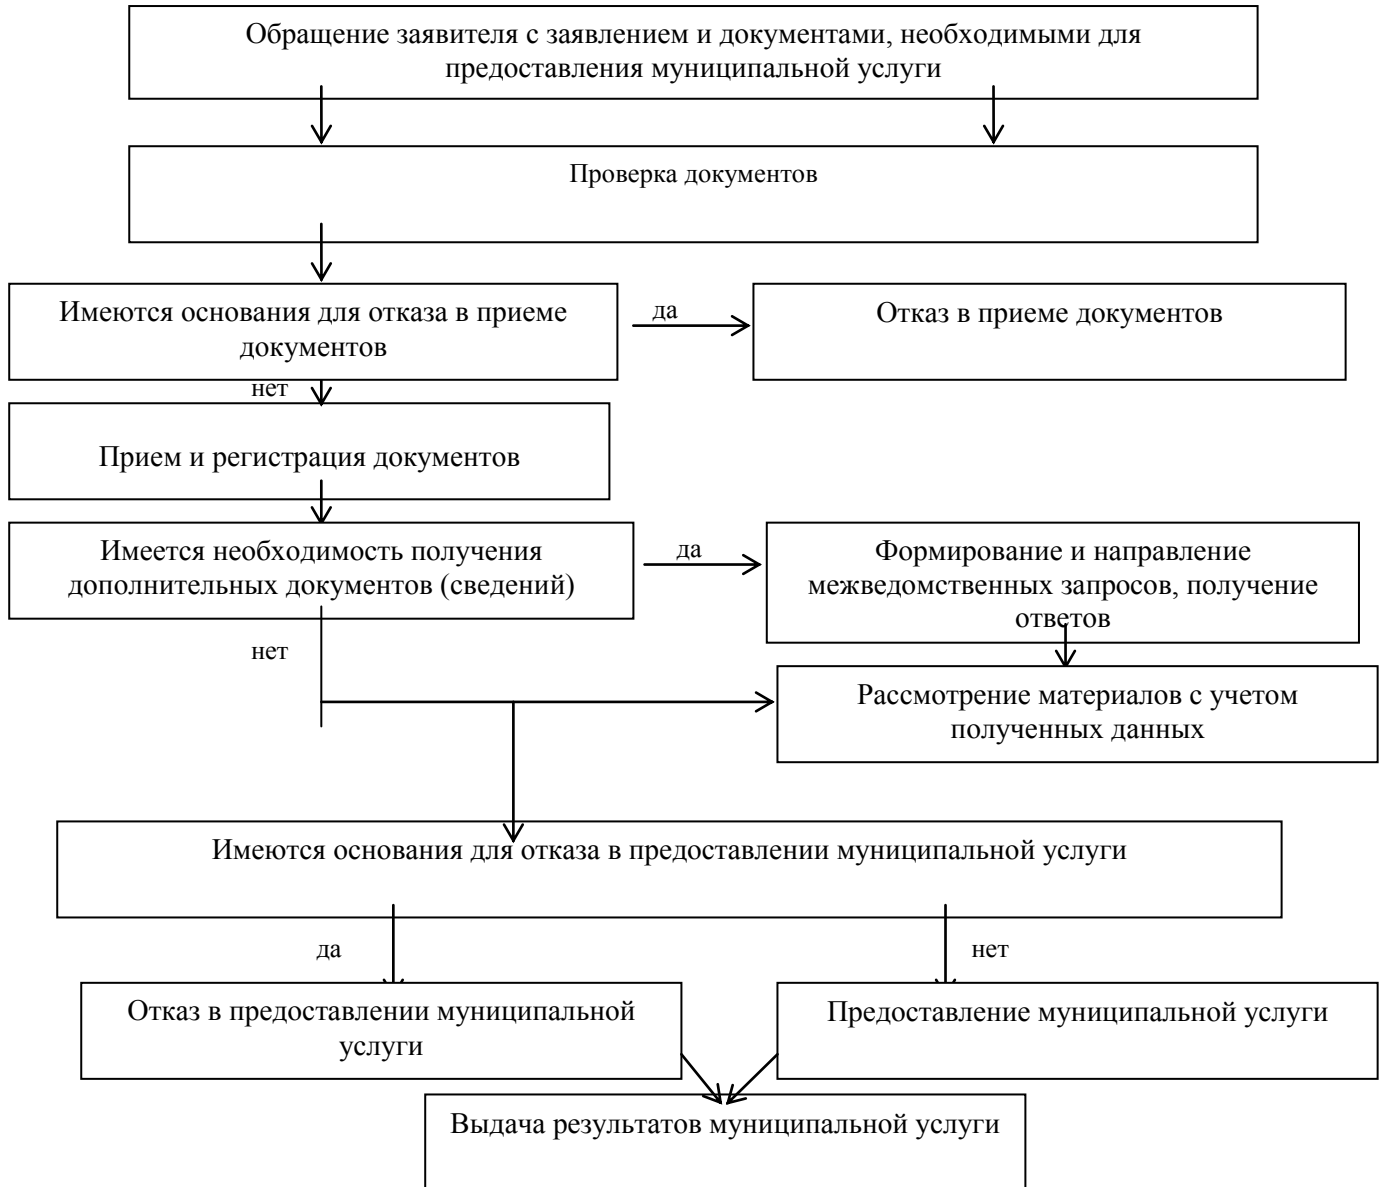 Обращение заявителя с заявлением и документами, необходимыми для
предоставления муниципальной услуги
Проверка документов
Имеются основания для отказа в приеме
документов
да
Отказ в приеме документов
нет
Прием и регистрация документов
Имеется необходимость получения
дополнительных документов (сведений)
да
Формирование и направление
межведомственных запросов, получение
ответов
нет
Рассмотрение материалов с учетом
полученных данных
Имеются основания для отказа в предоставлении муниципальной услуги
да
нет
Отказ в предоставлении муниципальной
услуги
Предоставление муниципальной услуги
Выдача результатов муниципальной услуги